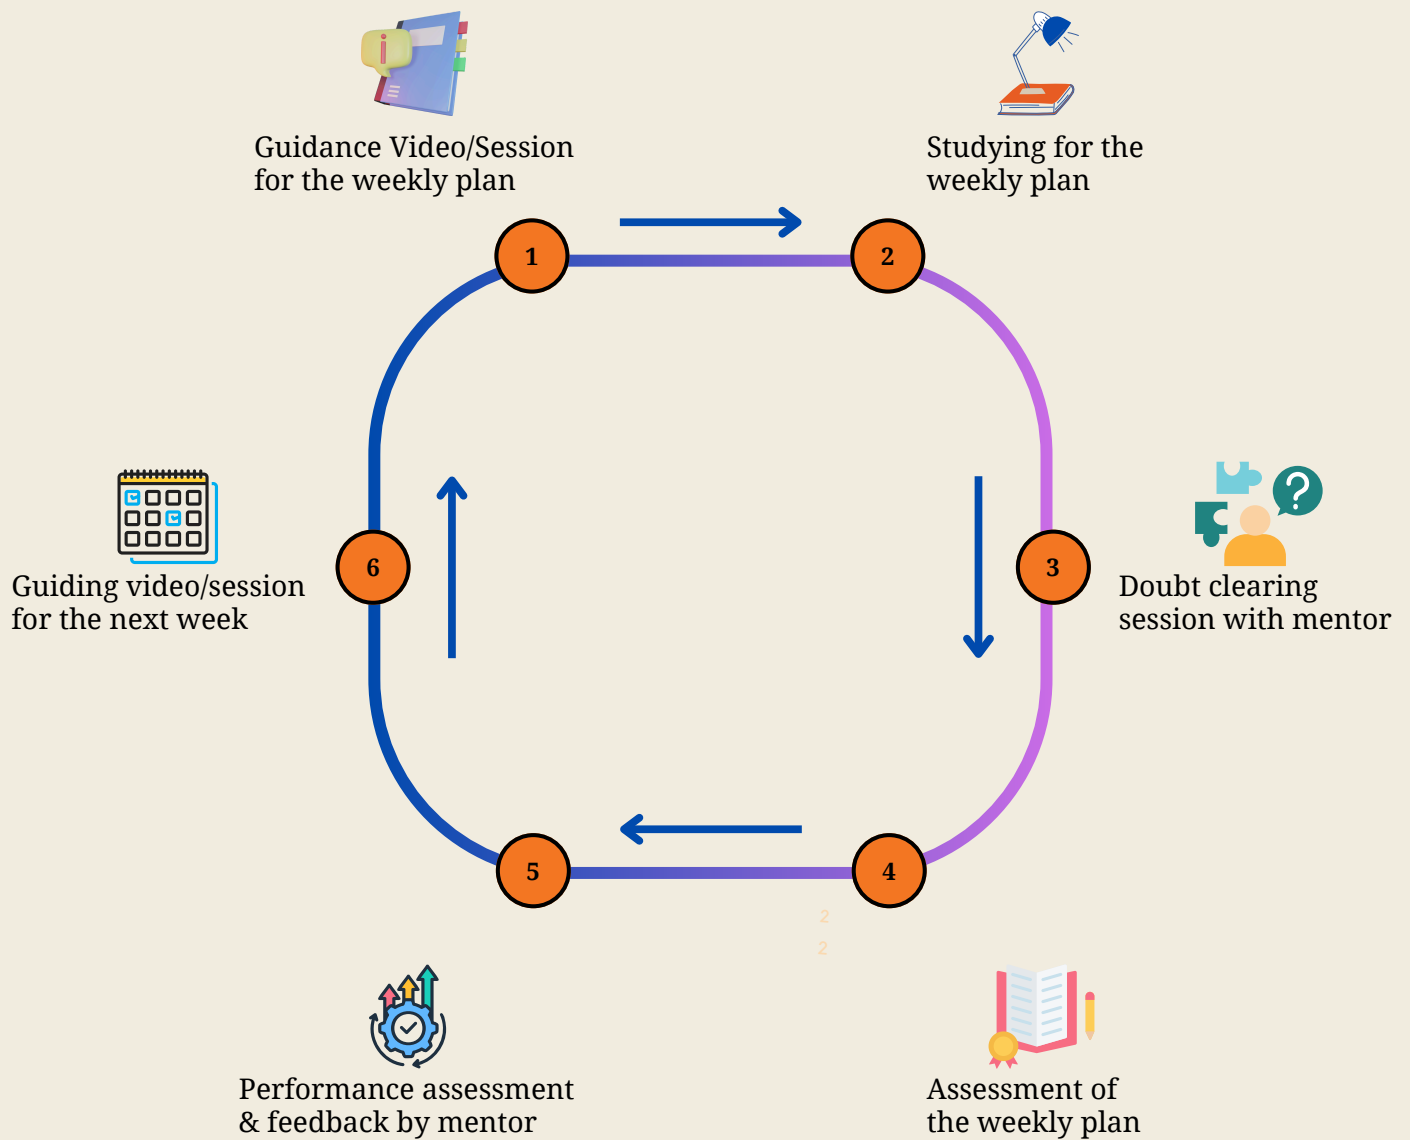 Guidance Video/Session
for the weekly plan
Studying for the
weekly plan
1
2
6
3
Guiding video/session
for the next week
Doubt clearing
session with mentor
5
4
2
2
Performance assessment
& feedback by mentor
Assessment of
the weekly plan